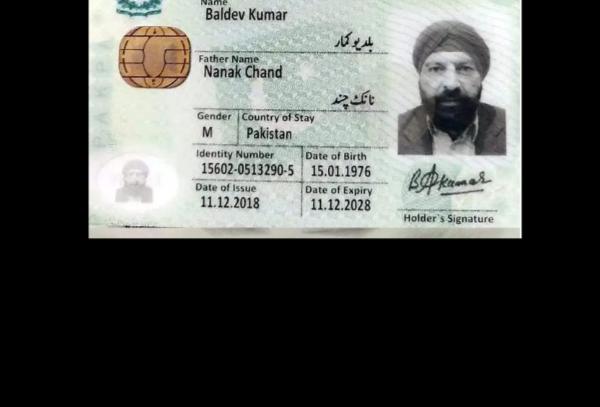 Name
Baldev Kumar
بلدیو کمار
Father Name
Nanak Chand
نانک چند
Gender Country of Stay
M Pakistan
Identity Number Date of Birth
15602-0513290-5 15.01.1976
Date of Issue Date of Expiry
11.12.2018 11.12.2028
B. Kumar
Holder's Signature